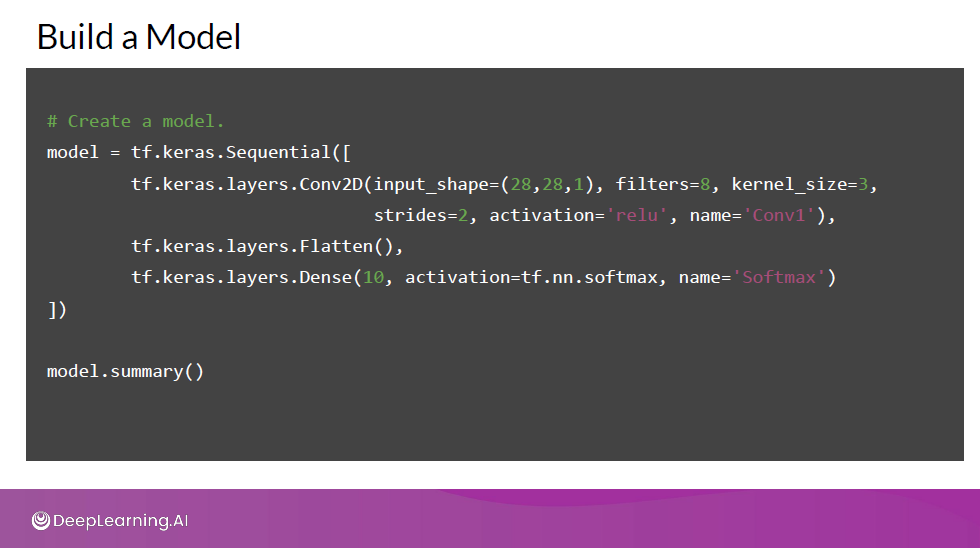 Build a Model
# Create a model.
model = tf.keras.Sequential([
tf.keras.layers.Conv2D(input_shape=(28,28,1), filters=8, kernel_size=3,
strides=2, activation='relu', name='Conv1'),
tf.keras.layers.Flatten(),
tf.keras.layers.Dense(10, activation=tf.nn.softmax, name='Softmax')
])
model.summary()
DeepLearning.AI